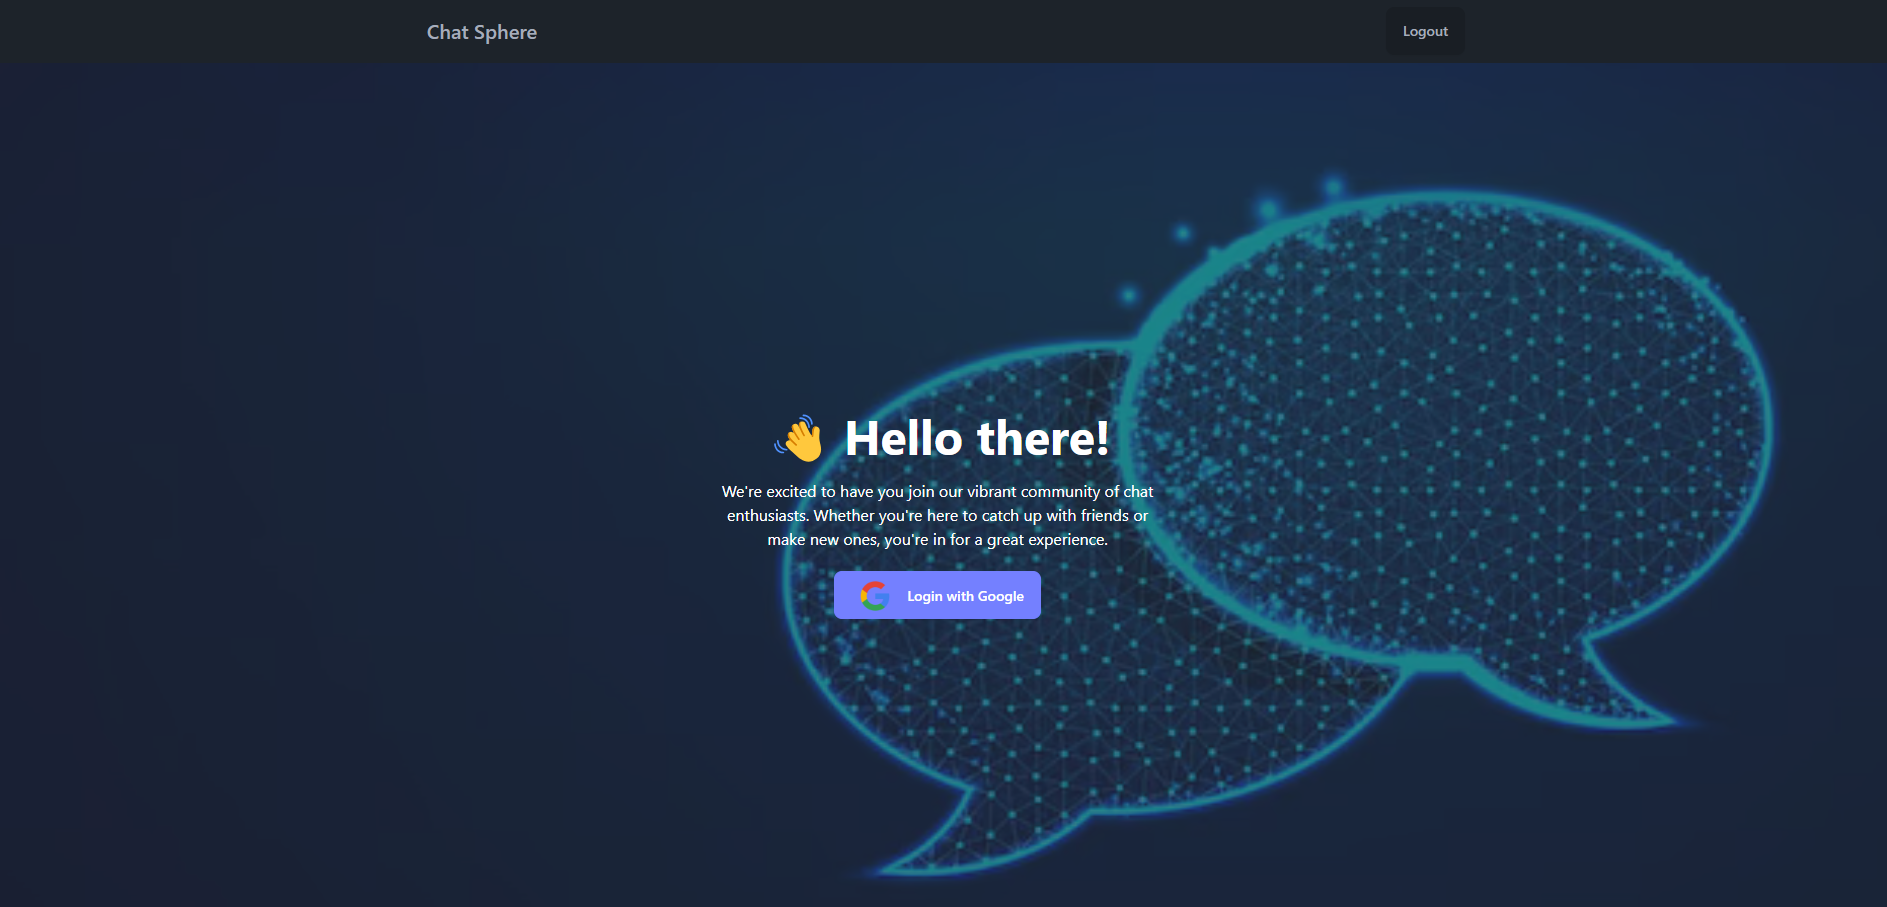 Chat Sphere
Logout
👋 Hello there!
We're excited to have you join our vibrant community of chat
enthusiasts. Whether you're here to catch up with friends or
make new ones, you're in for a great experience.
Login with Google